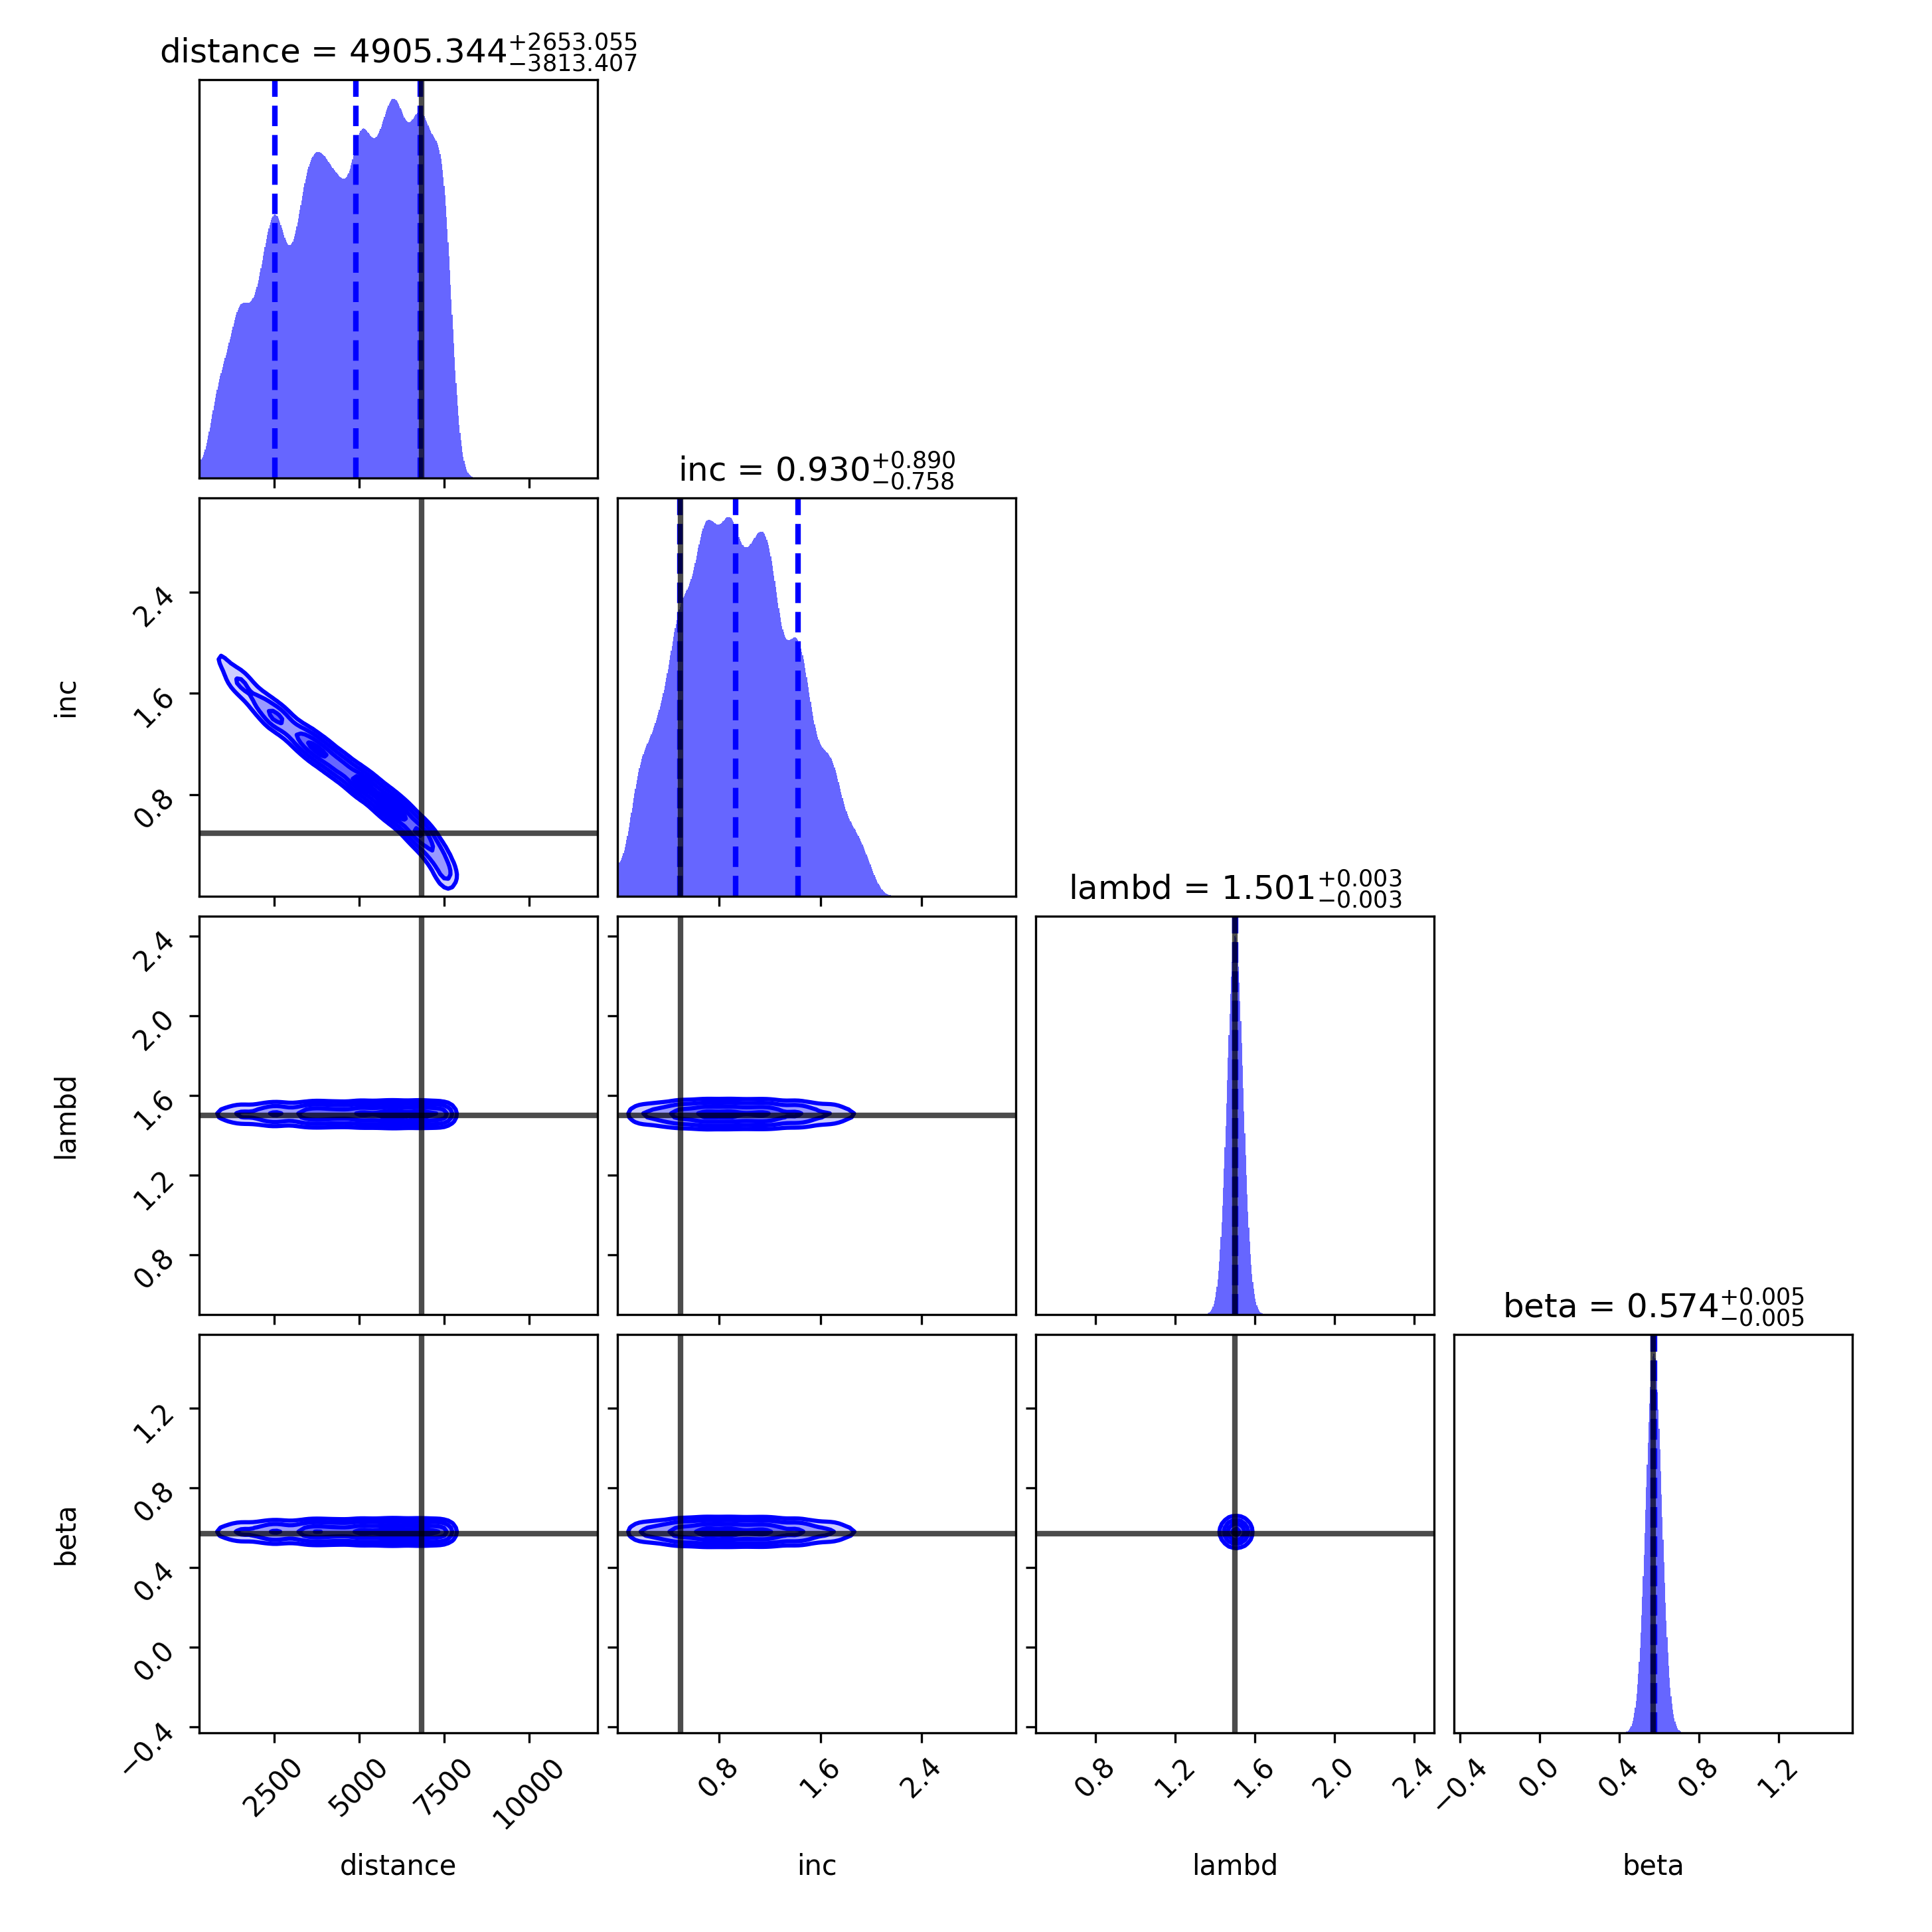 distance = 4905.344+2653.055 −3813.407
inc = 0.930+0.890 −0.758
2.4
1.6
0.8
inc
lambd = 1.501+0.003 −0.003
2.4
2.0
1.6
1.2
0.8
lambd
beta = 0.574+0.005 −0.005
1.2
0.8
0.4
0.0
−0.4
beta
2500 5000 7500 10000 0.8 1.6 2.4 0.8 1.2 1.6 2.0 2.4 −0.4 0.0 0.4 0.8 1.2
distance inc lambd beta